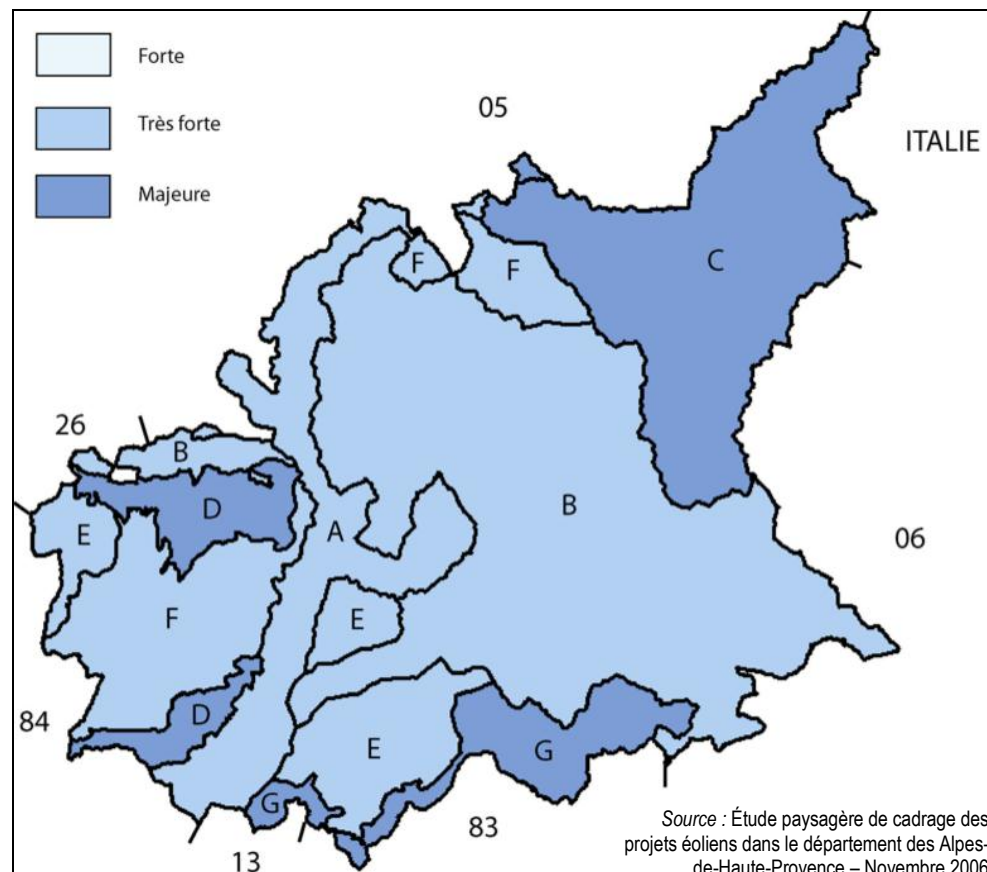 Forte
Très forte
Majeure
05
ITALIE
C
F
F
26
B
D
B
A
E
06
F
E
D
84
E
G
G
83
13
Source : Étude paysagère de cadrage des
projets éoliens dans le département des Alpes-
de-Haute-Provence – Novembre 2006